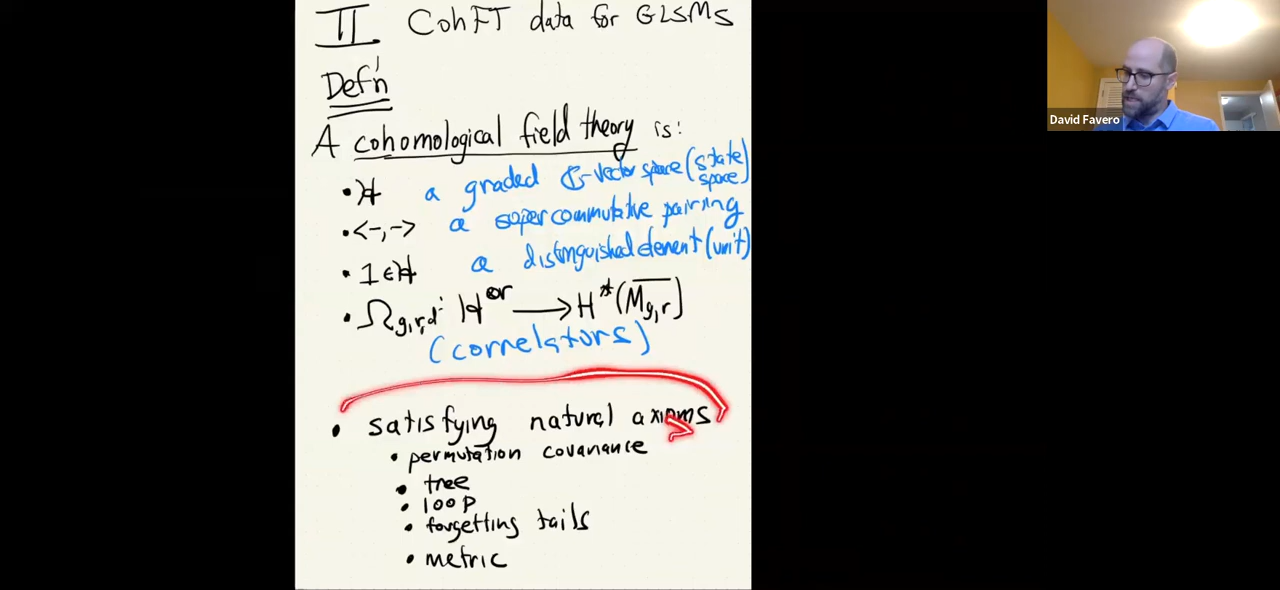 II CohFT data for GLSMs
Def'n
A cohomological field theory is:
• H a graded ℂ-vector space (state space)
• <-,-> a supercommutative pairing
• 1∈H a distinguished element (unit)
• Ω_{g,r,d}: H^{⊗r} → H*(M̄_{g,r})
(correlators)
• satisfying natural axioms
• permutation covariance
• tree
• loop
• forgetting tails
• metric
David Favero